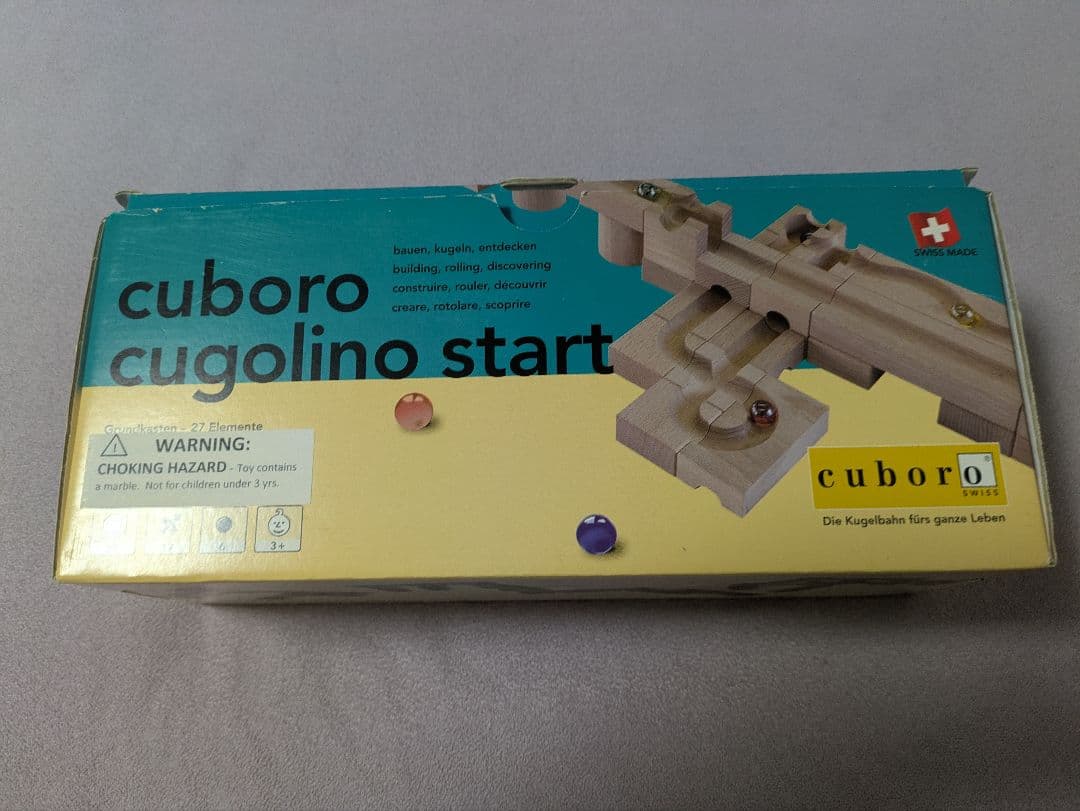 bauen, kugeln, entdecken
building, rolling, discovering
construire, rouler, découvrir
creare, rotolare, scoprire
cuboro
cugolino start
SWISS MADE
Grundkasten - 27 Elemente
WARNING:
CHOKING HAZARD - Toy contains
a marble. Not for children under 3 yrs.
3+
cuboro®
SWISS
Die Kugelbahn fürs ganze Leben